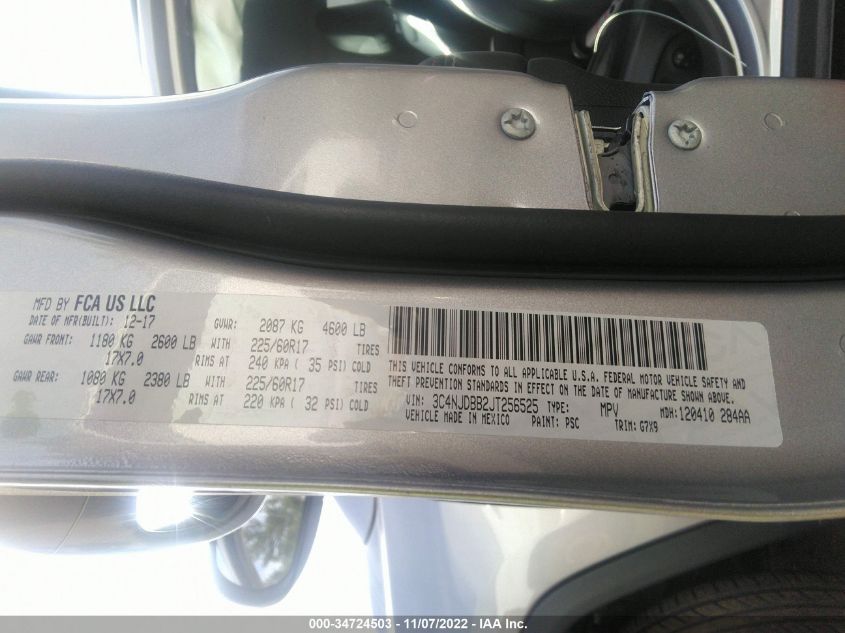 MFD BY FCA US LLC
DATE OF MFR(BUILT): 12-17 GVWR: 2087 KG 4600 LB
GAWR FRONT: 1180 KG 2600 LB WITH 225/60R17 TIRES
17X7.0 RIMS AT 240 KPA ( 35 PSI) COLD
GAWR REAR: 1080 KG 2380 LB WITH 225/60R17 TIRES
17X7.0 RIMS AT 220 KPA ( 32 PSI) COLD
THIS VEHICLE CONFORMS TO ALL APPLICABLE U.S.A. FEDERAL MOTOR VEHICLE SAFETY AND
THEFT PREVENTION STANDARDS IN EFFECT ON THE DATE OF MANUFACTURE SHOWN ABOVE.
VIN: 3C4NJDBB2JT256525 TYPE: MPV MDH: 120410 284AA
VEHICLE MADE IN MEXICO PAINT: PSC TRIM: G7X9
000-34724503 - 11/07/2022 - IAA Inc.